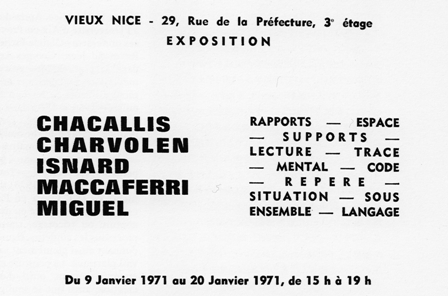 VIEUX NICE - 29, Rue de la Préfecture, 3e étage
EXPOSITION
CHACALLIS
CHARVOLEN
ISNARD
MACCAFERRI
MIGUEL
RAPPORTS — ESPACE
— SUPPORTS —
LECTURE — TRACE
— MENTAL — CODE
— REPERE —
SITUATION — SOUS
ENSEMBLE — LANGAGE
Du 9 Janvier 1971 au 20 Janvier 1971, de 15 h à 19 h